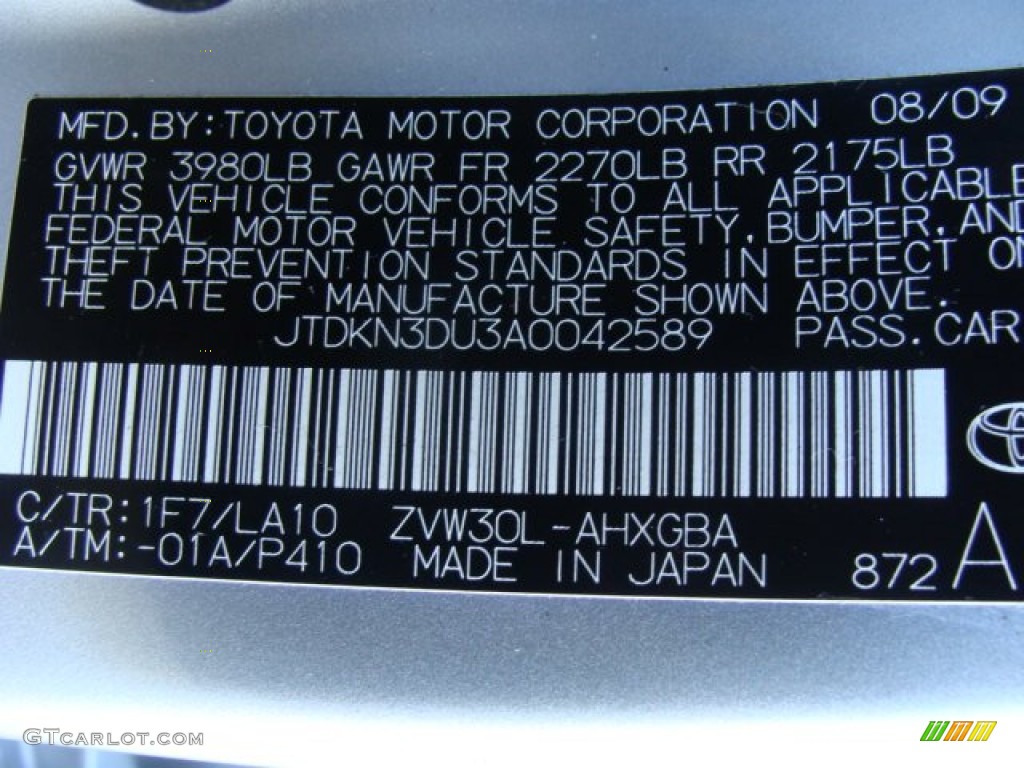 MFD. BY: TOYOTA MOTOR CORPORATION 08/09
GVWR 3980LB GAWR FR 2270LB RR 2175LB
THIS VEHICLE CONFORMS TO ALL APPLICABLE
FEDERAL MOTOR VEHICLE SAFETY, BUMPER, AND
THEFT PREVENTION STANDARDS IN EFFECT ON
THE DATE OF MANUFACTURE SHOWN ABOVE.
JTDKN3DU3A0042589 PASS. CAR
C/TR: 1F7/LA10 ZVW30L-AHXGBA
A/TM: -01A/P410 MADE IN JAPAN 872 A
GTCARLOT.COM